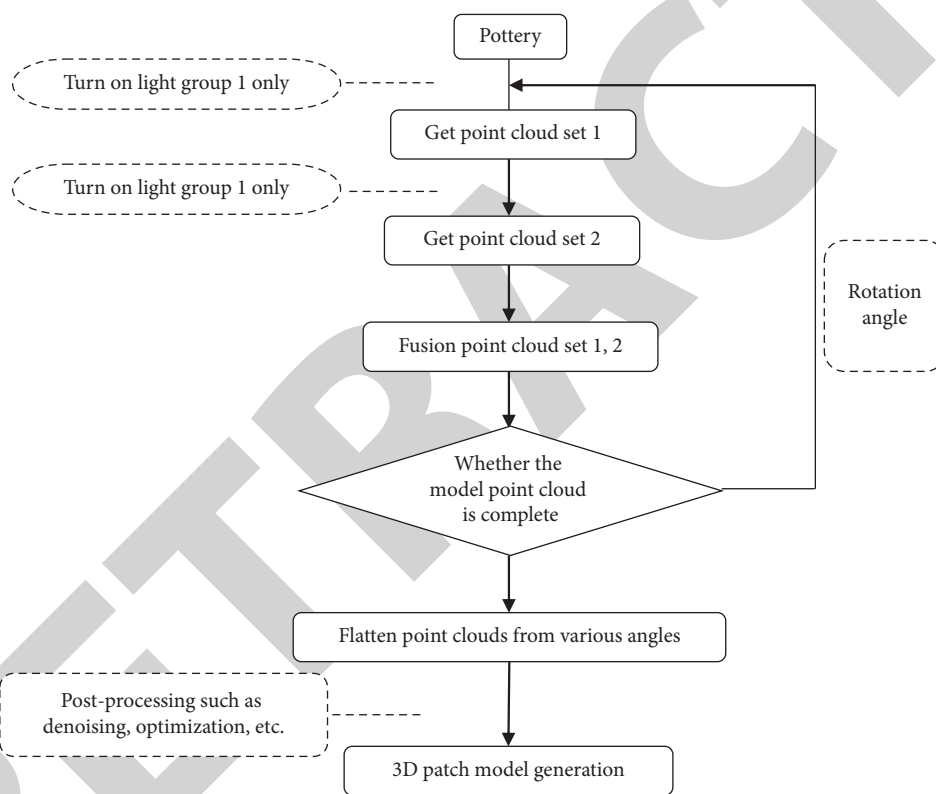 Pottery
Turn on light group 1 only
Get point cloud set 1
Turn on light group 1 only
Get point cloud set 2
Rotation
angle
Fusion point cloud set 1, 2
Whether the
model point cloud
is complete
Flatten point clouds from various angles
Post-processing such as
denoising, optimization, etc.
3D patch model generation
RETRACT